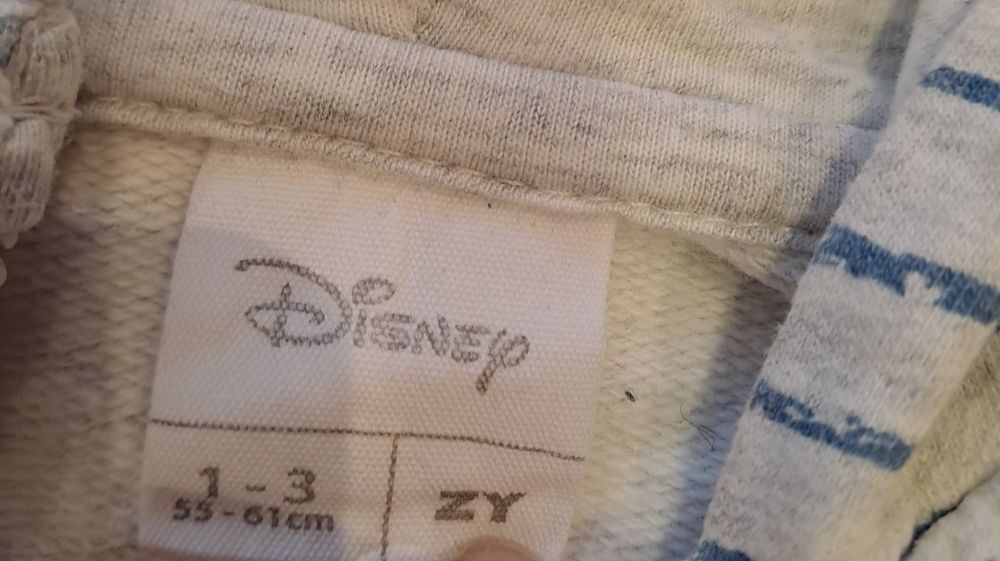 Disney
1 - 3
55 - 61cm
ZY